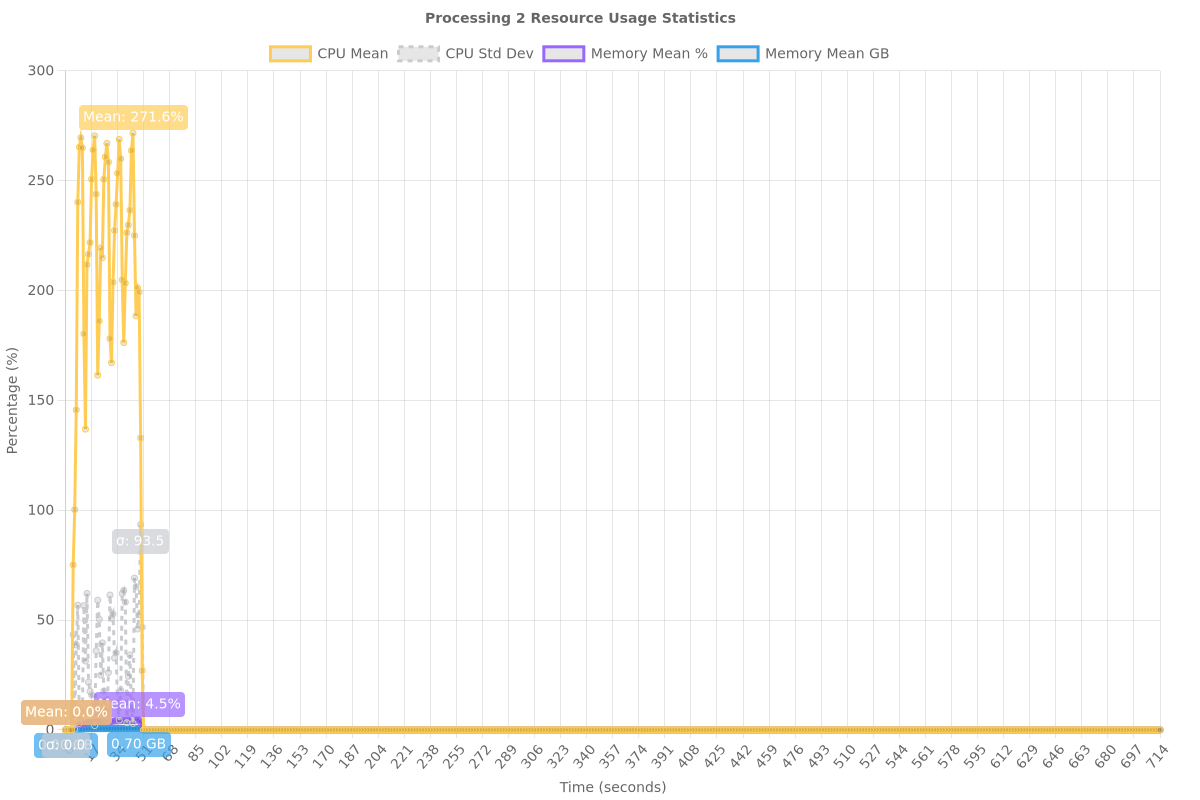 Processing 2 Resource Usage Statistics
CPU Mean CPU Std Dev Memory Mean % Memory Mean GB
300
Mean: 271.6%
250
200
150
Percentage (%)
100
σ: 93.5
50
Mean: 4.5%
Mean: 0.0%
0
σ: 0.0
0.70 GB
68 85 102 119 136 153 170 187 204 221 238 255 272 289 306 323 340 357 374 391 408 425 442 459 476 493 510 527 544 561 578 595 612 629 646 663 680 697 714
Time (seconds)